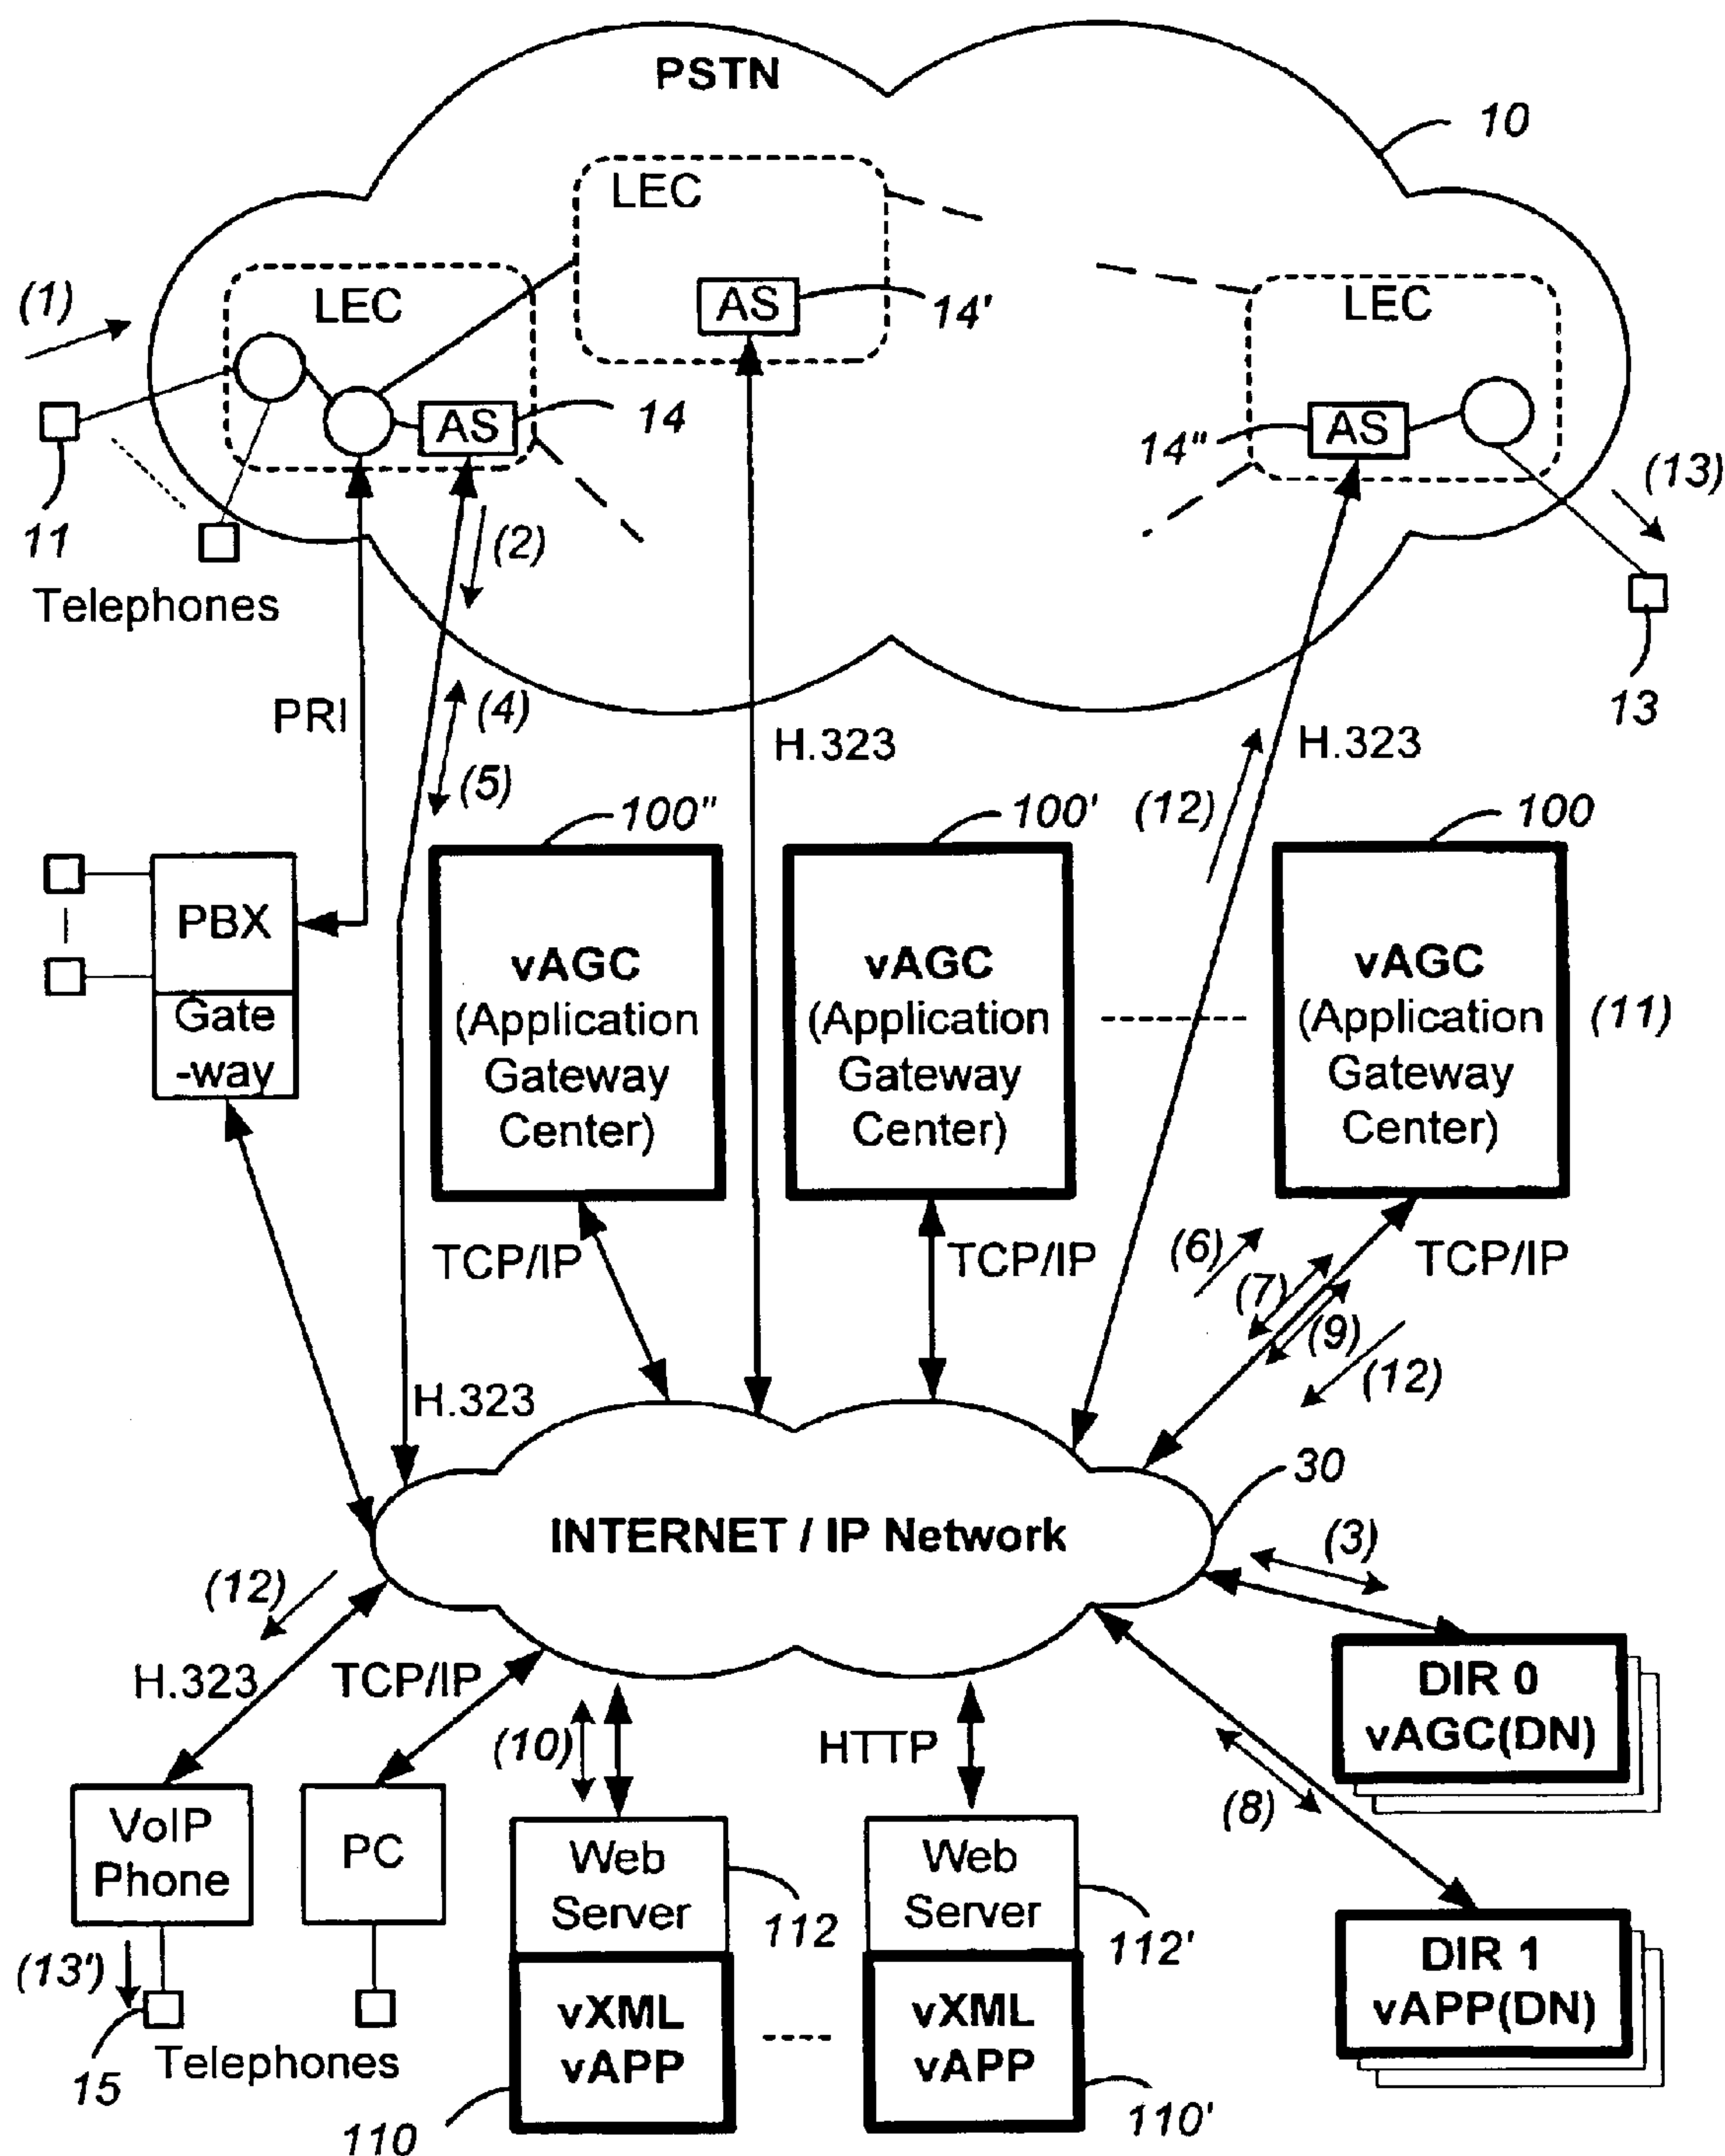 PSTN
10
LEC
LEC
LEC
(1)
AS
14'
AS
14
14"
AS
(13)
11
(2)
Telephones
13
PRI
(4)
(5)
H.323
(12)
H.323
100"
100'
100
PBX
Gate
-way
vAGC
(Application
Gateway
Center)
vAGC
(Application
Gateway
Center)
vAGC
(Application
Gateway
Center)
(11)
TCP/IP
TCP/IP
TCP/IP
(6)
(7)
(9)
(12)
H.323
30
INTERNET / IP Network
(3)
(12)
H.323
TCP/IP
(10)
HTTP
DIR 0
vAGC(DN)
(8)
VoIP
Phone
PC
Web
Server
112
Web
Server
112'
DIR 1
vAPP(DN)
(13')
15
Telephones
vXML
vAPP
110
vXML
vAPP
110'